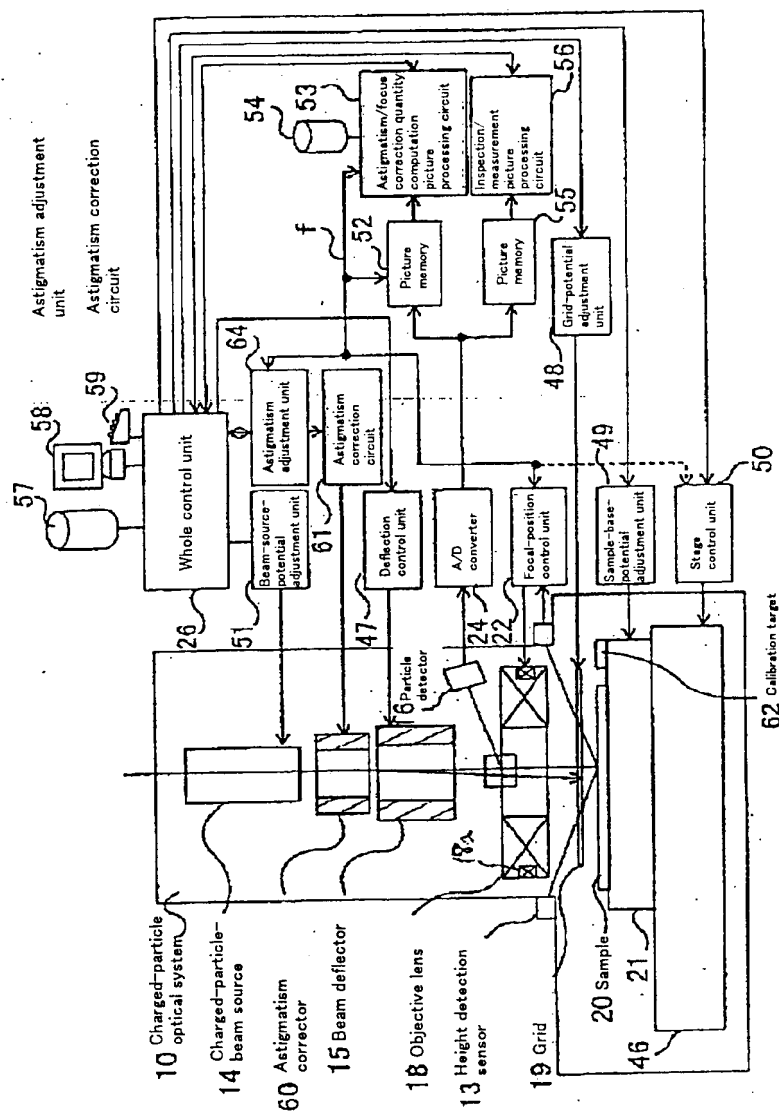 Astigmatism adjustment
unit
Astigmatism correction
circuit
57
58
59
Whole control unit
26
54
53
Astigmatism/focus
correction quantity
computation
picture
processing circuit
56
Inspection/
measurement
picture
processing
circuit
f
52
Picture
memory
55
Picture
memory
64
Astigmatism
adjustment unit
Astigmatism
correction
circuit
61
Beam-source-
potential
adjustment unit
51
Deflection
control unit
47
A/D
converter
24
Focal-position
control unit
22
48
Grid-potential
adjustment
unit
49
Sample-base-
potential
adjustment unit
50
Stage
control unit
16 Particle
detector
18a
10 Charged-particle
optical system
14 Charged-particle-
beam source
60 Astigmatism
corrector
15 Beam deflector
18 Objective lens
13 Height detection
sensor
19 Grid
20 Sample
21
46
62 Calibration target